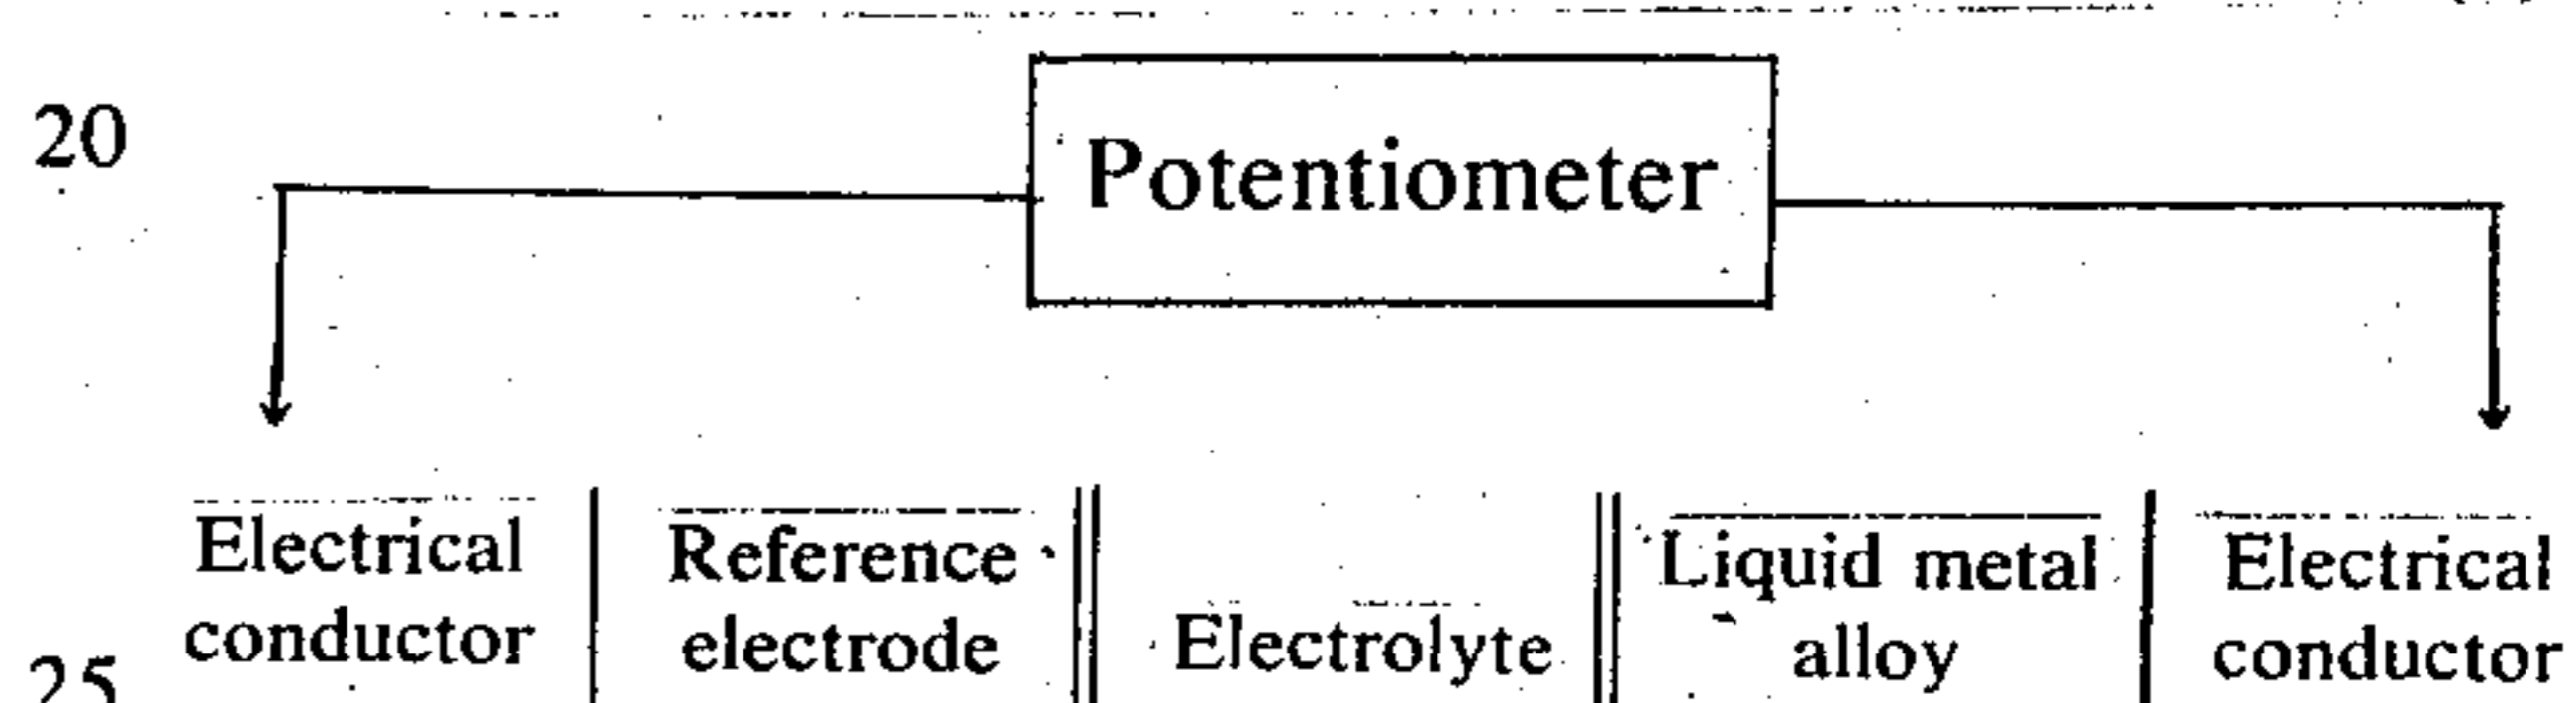 20
Potentiometer
Electrical conductor | Reference electrode || Electrolyte || Liquid metal alloy | Electrical conductor
25